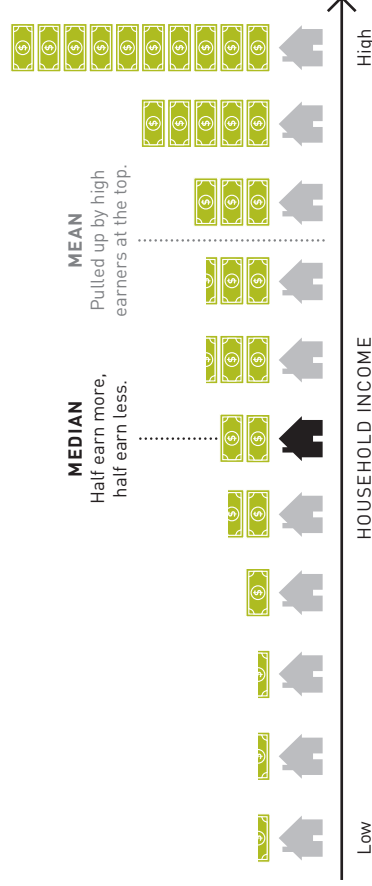 MEDIAN
Half earn more,
half earn less.
MEAN
Pulled up by high
earners at the top.
Low
HOUSEHOLD INCOME
High